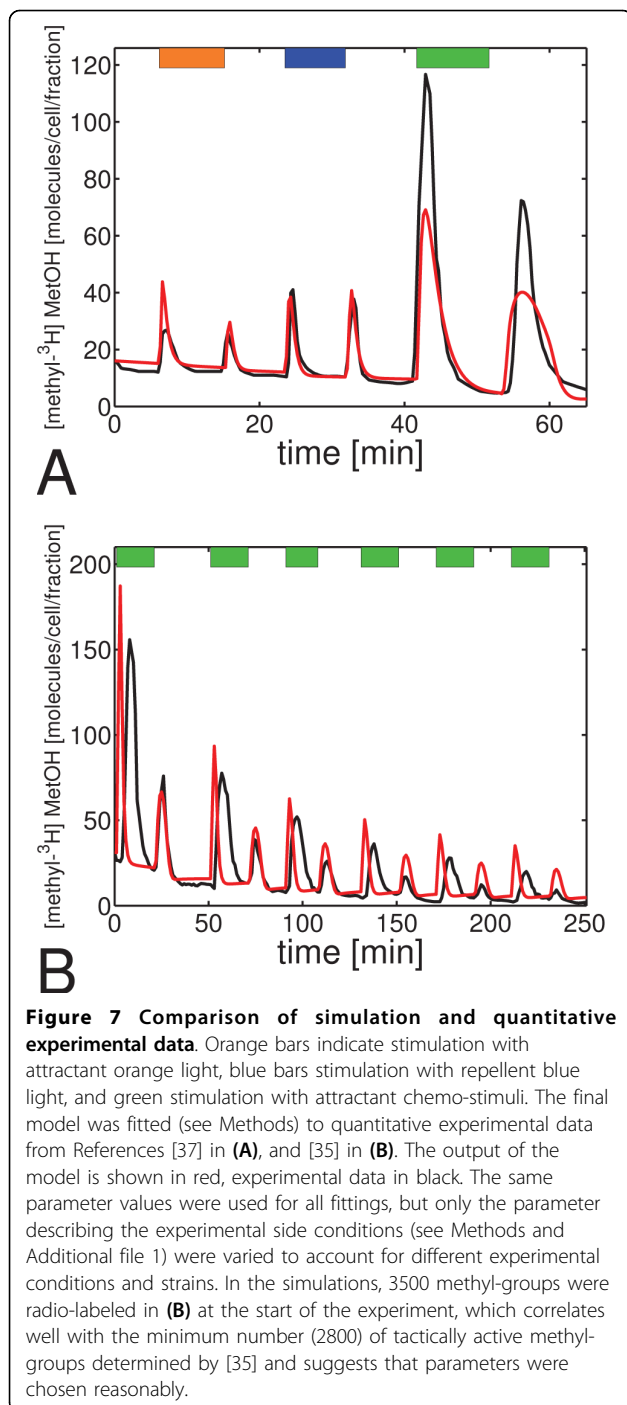 120
100
80
60
40
20
0
[methyl-³H] MetOH [molecules/cell/fraction]
0 20 40 60
time [min]
A
200
150
100
50
0
[methyl-³H] MetOH [molecules/cell/fraction]
0 50 100 150 200 250
time [min]
B
Figure 7 Comparison of simulation and quantitative
experimental data. Orange bars indicate stimulation with
attractant orange light, blue bars stimulation with repellent blue
light, and green stimulation with attractant chemo-stimuli. The final
model was fitted (see Methods) to quantitative experimental data
from References [37] in (A), and [35] in (B). The output of the
model is shown in red, experimental data in black. The same
parameter values were used for all fittings, but only the parameter
describing the experimental side conditions (see Methods and
Additional file 1) were varied to account for different experimental
conditions and strains. In the simulations, 3500 methyl-groups were
radio-labeled in (B) at the start of the experiment, which correlates
well with the minimum number (2800) of tactically active methyl-
groups determined by [35] and suggests that parameters were
chosen reasonably.